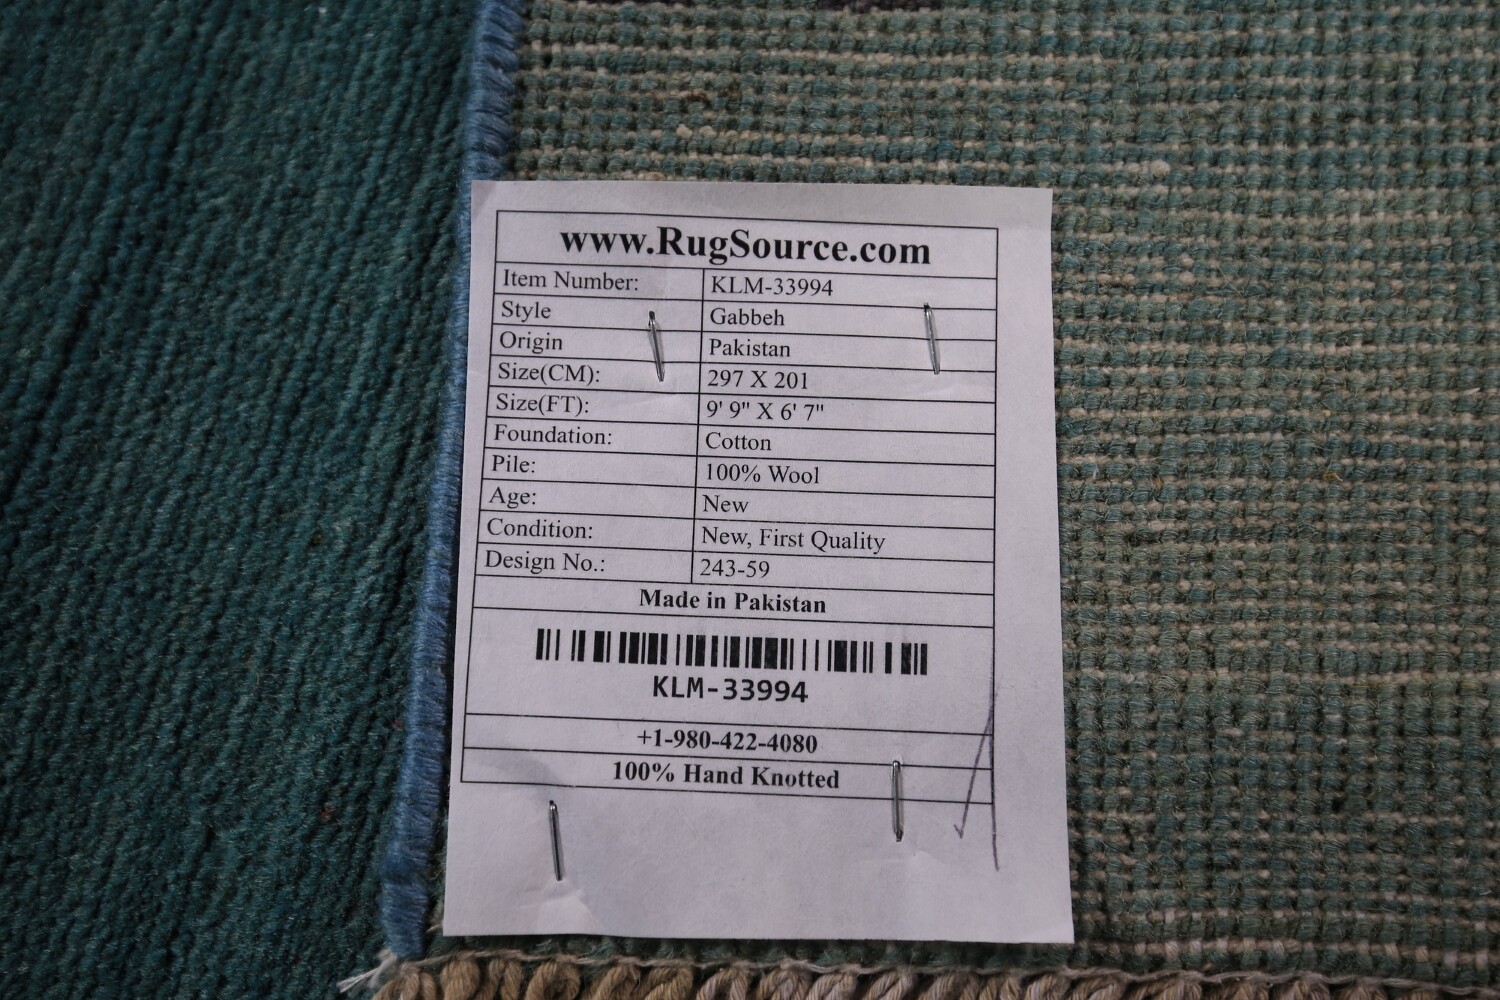 www.RugSource.com
Item Number: KLM-33994
Style Gabbeh
Origin Pakistan
Size(CM): 297 X 201
Size(FT): 9' 9" X 6' 7"
Foundation: Cotton
Pile: 100% Wool
Age: New
Condition: New, First Quality
Design No.: 243-59
Made in Pakistan
KLM-33994
+1-980-422-4080
100% Hand Knotted